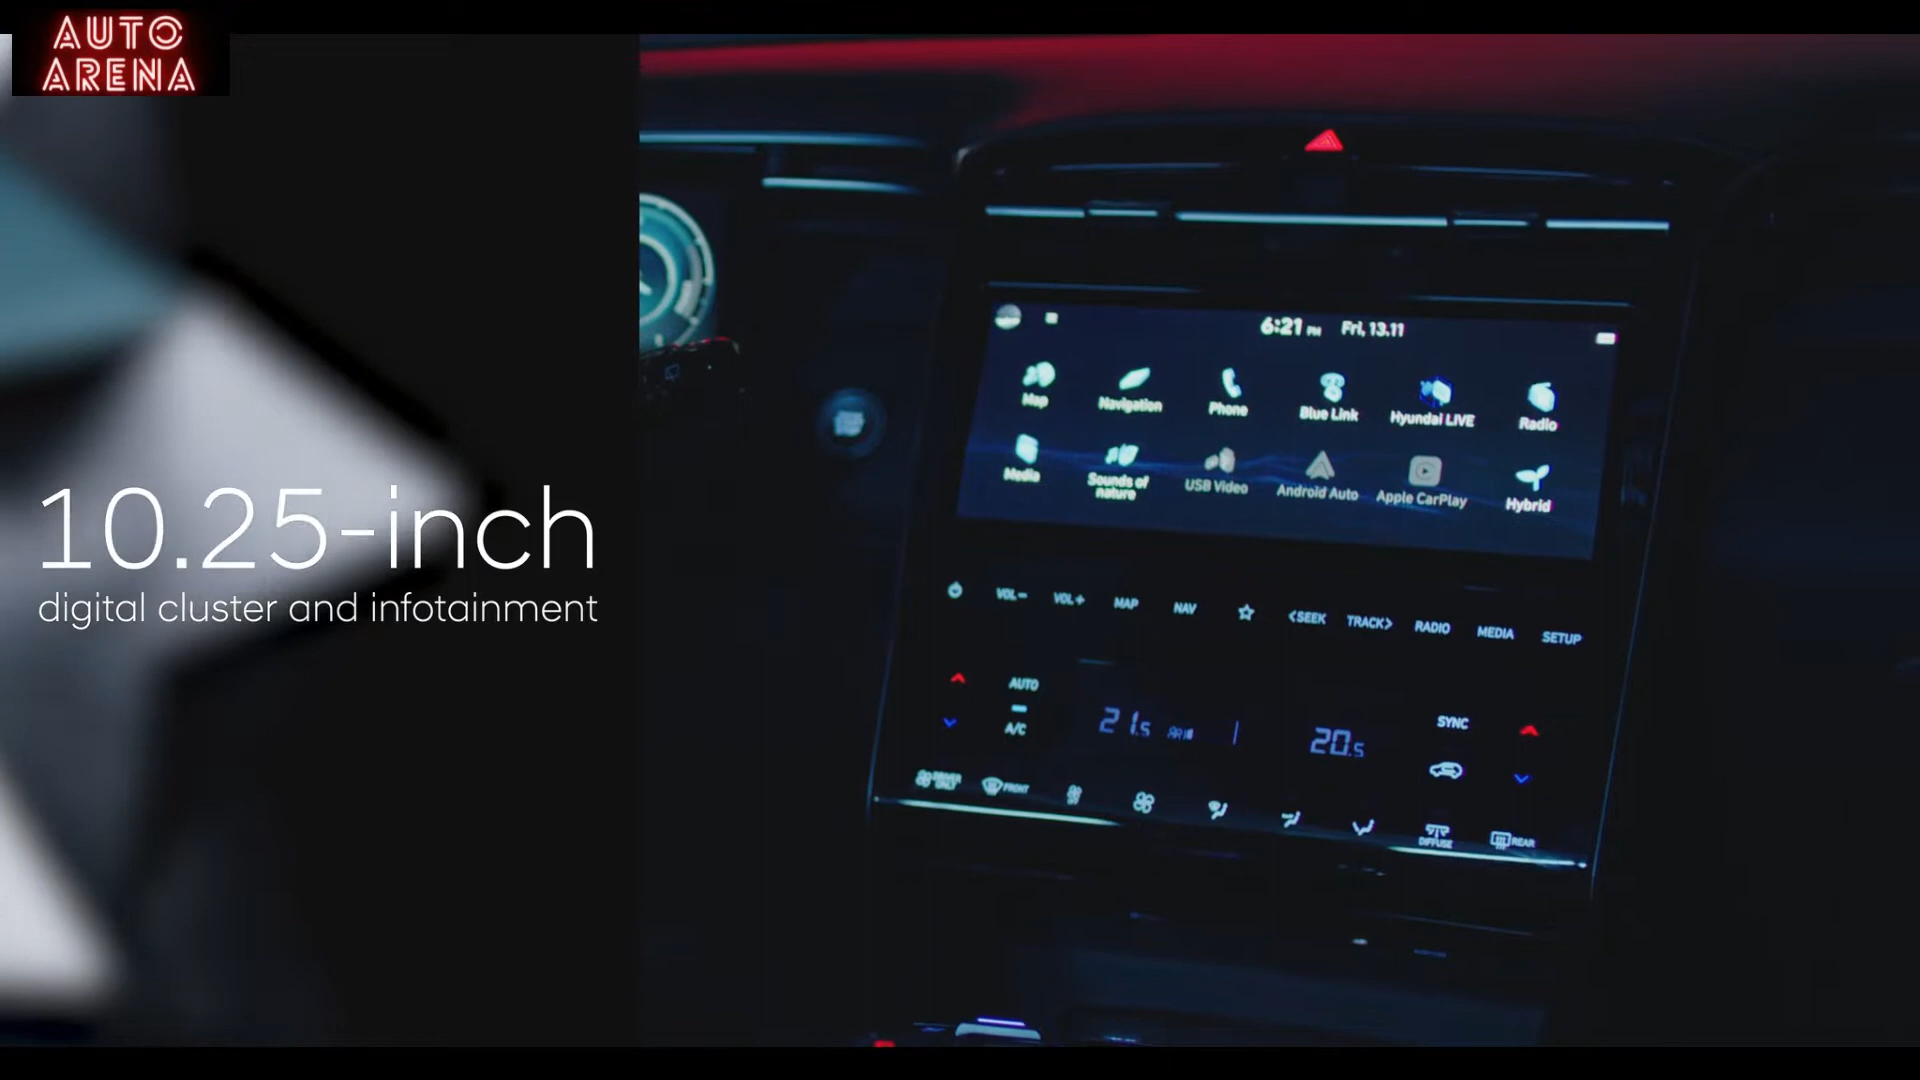 AUTO
ARENA
10.25-inch
digital cluster and infotainment
6:21 PM Fri, 13.11
Map Navigation Phone Blue Link Hyundai LIVE Radio
Media Sounds of nature USB Video Android Auto Apple CarPlay Hybrid
VOL- VOL+ MAP NAV <SEEK TRACK> RADIO MEDIA SETUP
AUTO
A/C
21.5
20.5
SYNC
DRIVER ONLY FRONT DIFFUSE REAR